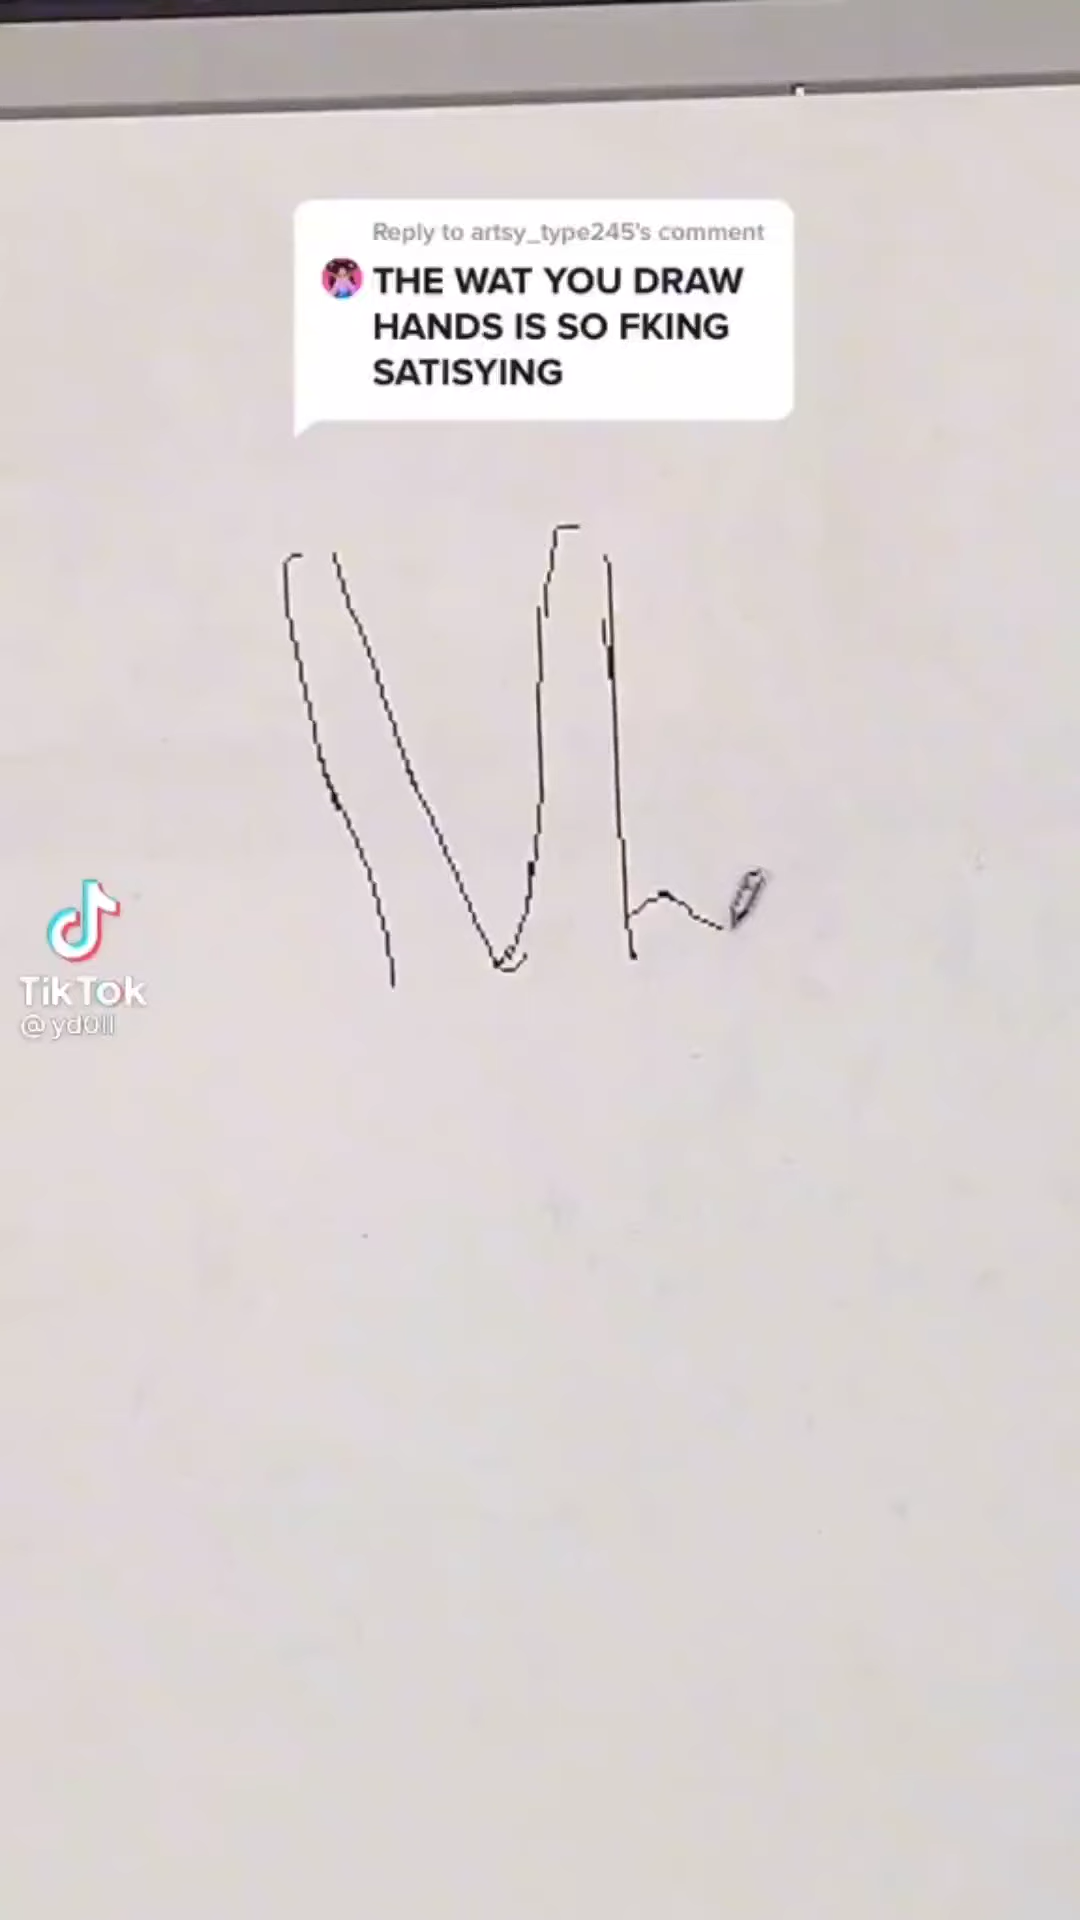 Reply to artsy_type245's comment
THE WAT YOU DRAW
HANDS IS SO FKING
SATISYING
TikTok
@yd0ll